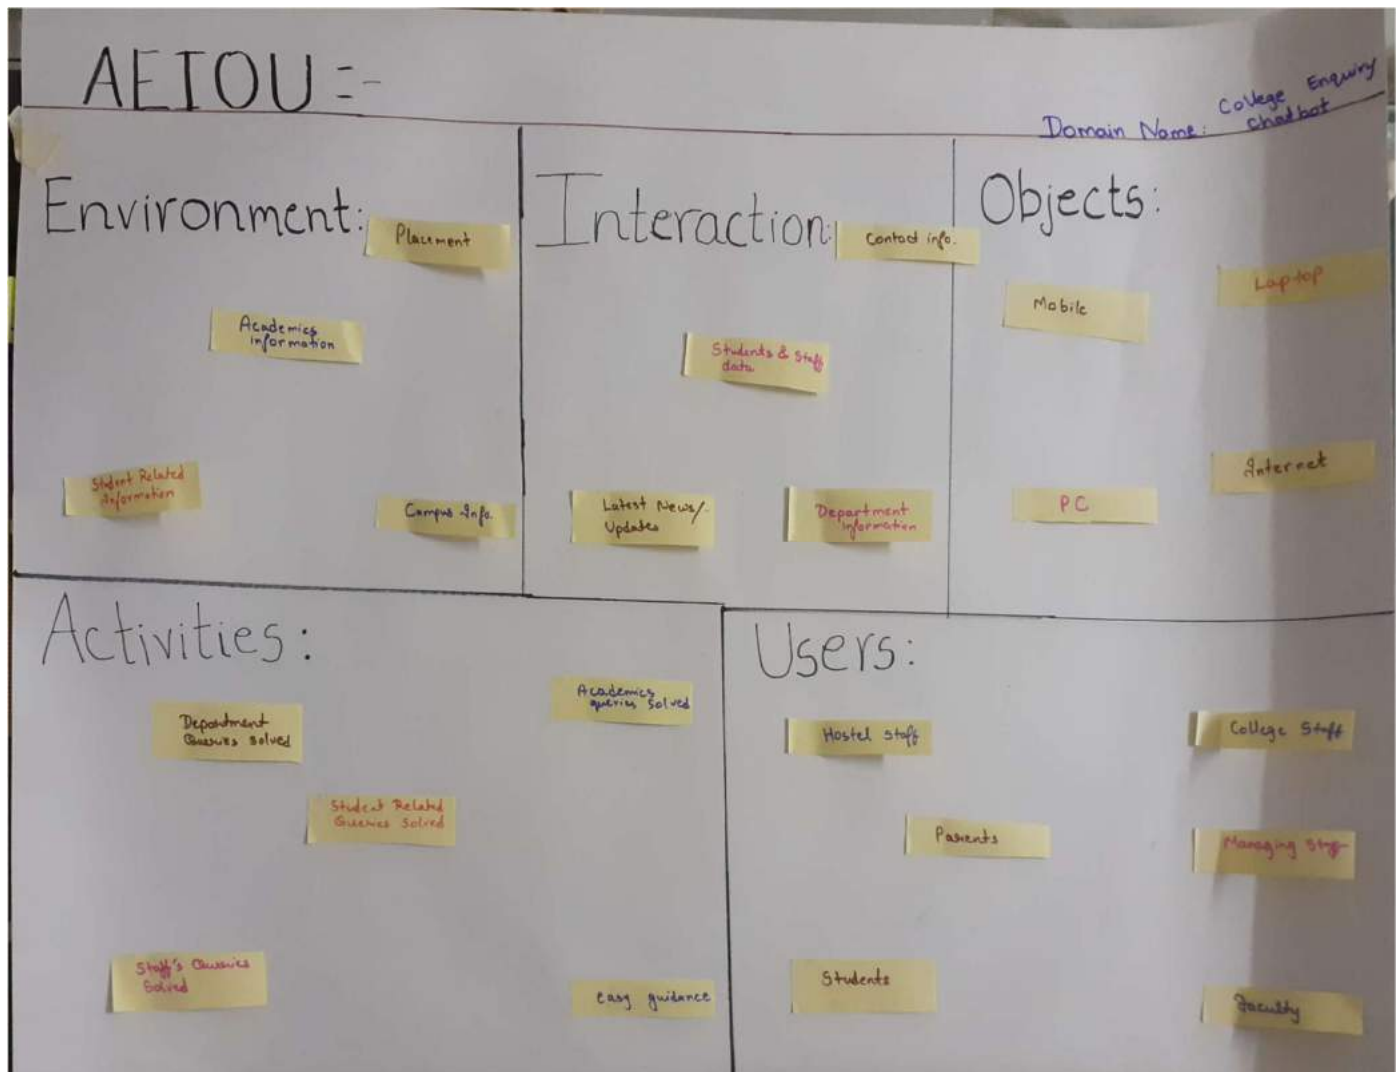 AEIOU :-
Domain Name: College Enquiry
chatbot
Environment:
Placement
Academics
information
Student Related
Information
Campus Info.
Interaction:
Contact info.
Students & Staff
data
Latest News/
Updates
Department
information
Objects:
Mobile
Laptop
PC
Internet
Activities:
Department
Queries solved
Academics
queries solved
Student Related
Queries solved
Staff's Queries
Solved
easy guidance
Users:
Hostel staff
College Staff
Parents
Managing Staff
Students
Faculty